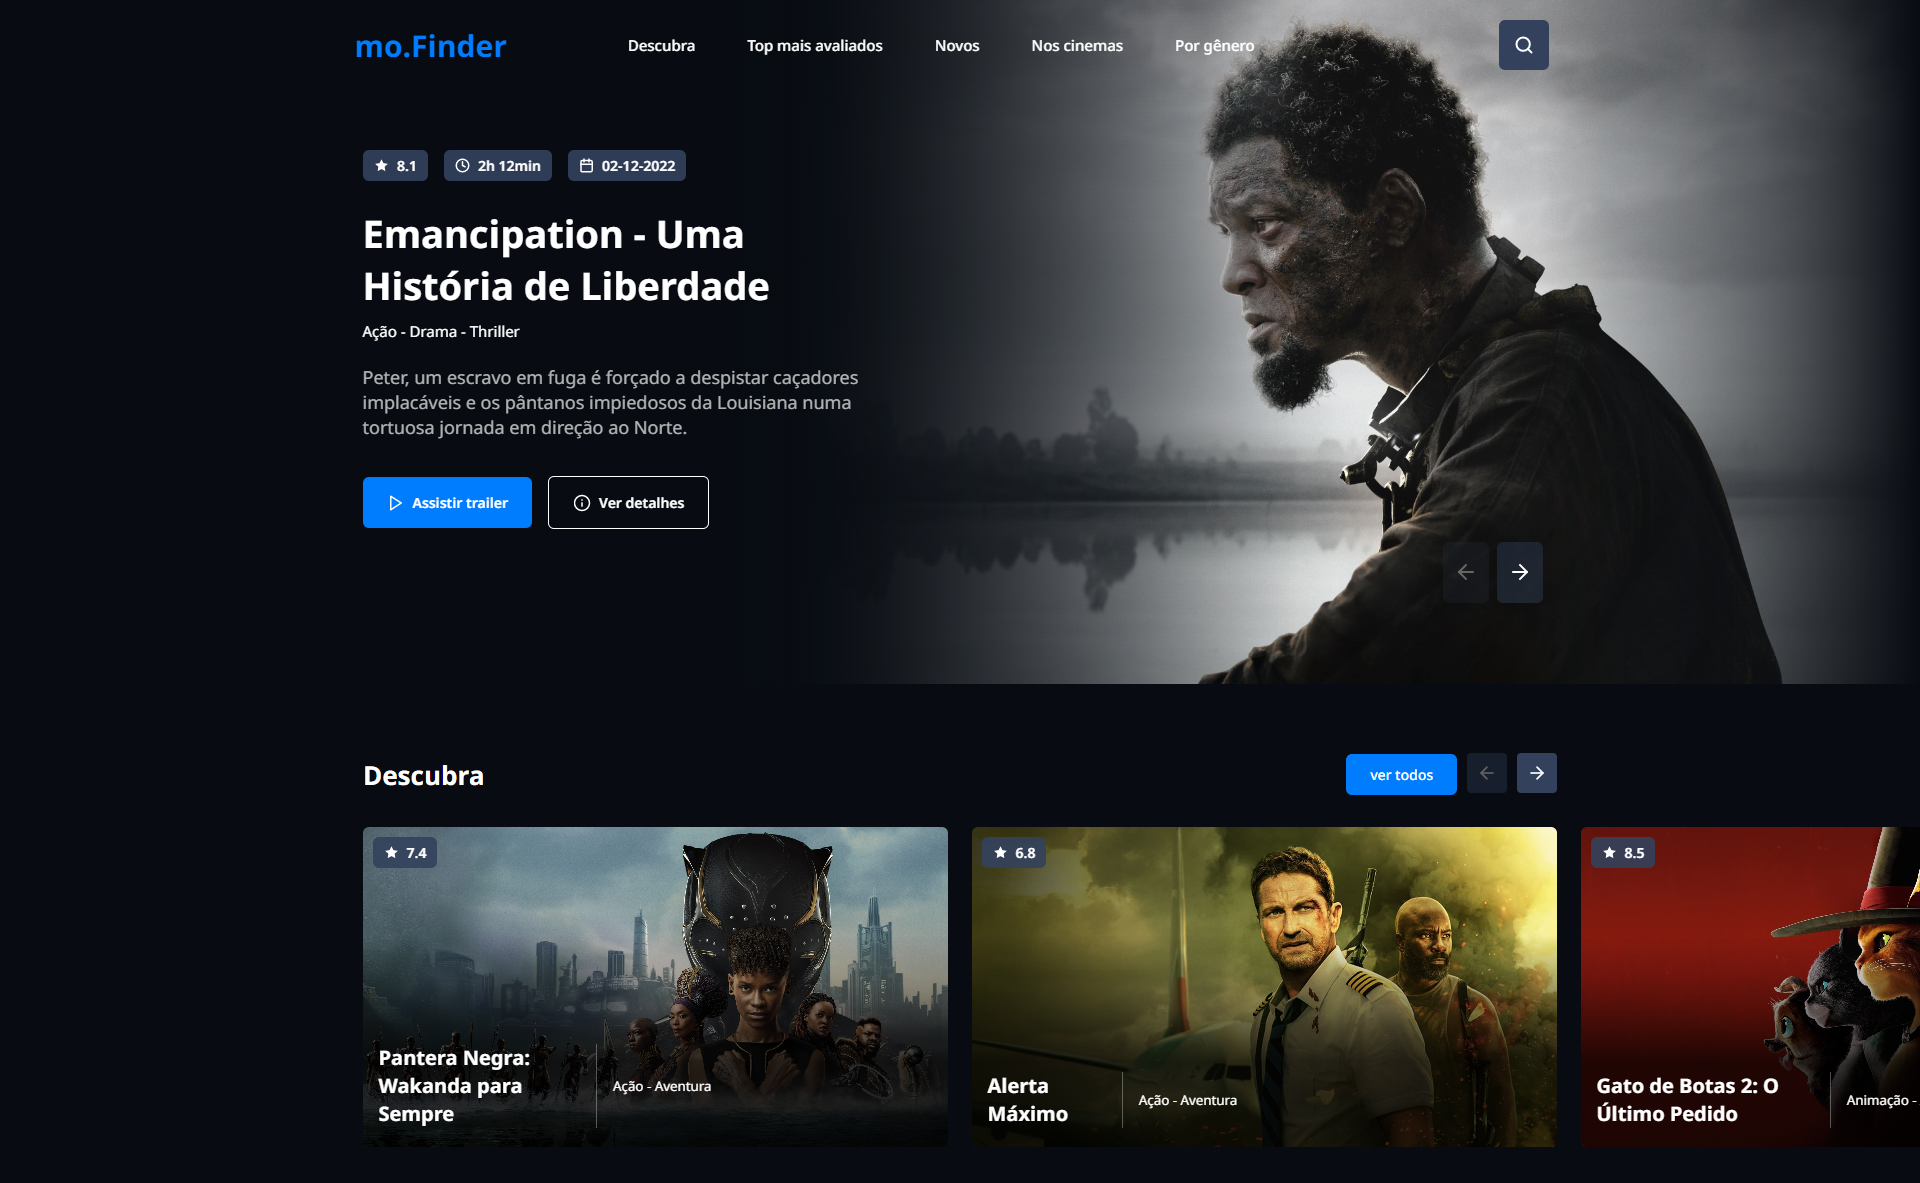 mo.Finder
Descubra
Top mais avaliados
Novos
Nos cinemas
Por gênero
8.1
2h 12min
02-12-2022
Emancipation - Uma
História de Liberdade
Ação - Drama - Thriller
Peter, um escravo em fuga é forçado a despistar caçadores
implacáveis e os pântanos impiedosos da Louisiana numa
tortuosa jornada em direção ao Norte.
Assistir trailer
Ver detalhes
Descubra
ver todos
7.4
Pantera Negra:
Wakanda para
Sempre
Ação - Aventura
6.8
Alerta
Máximo
Ação - Aventura
8.5
Gato de Botas 2: O
Último Pedido
Animação -